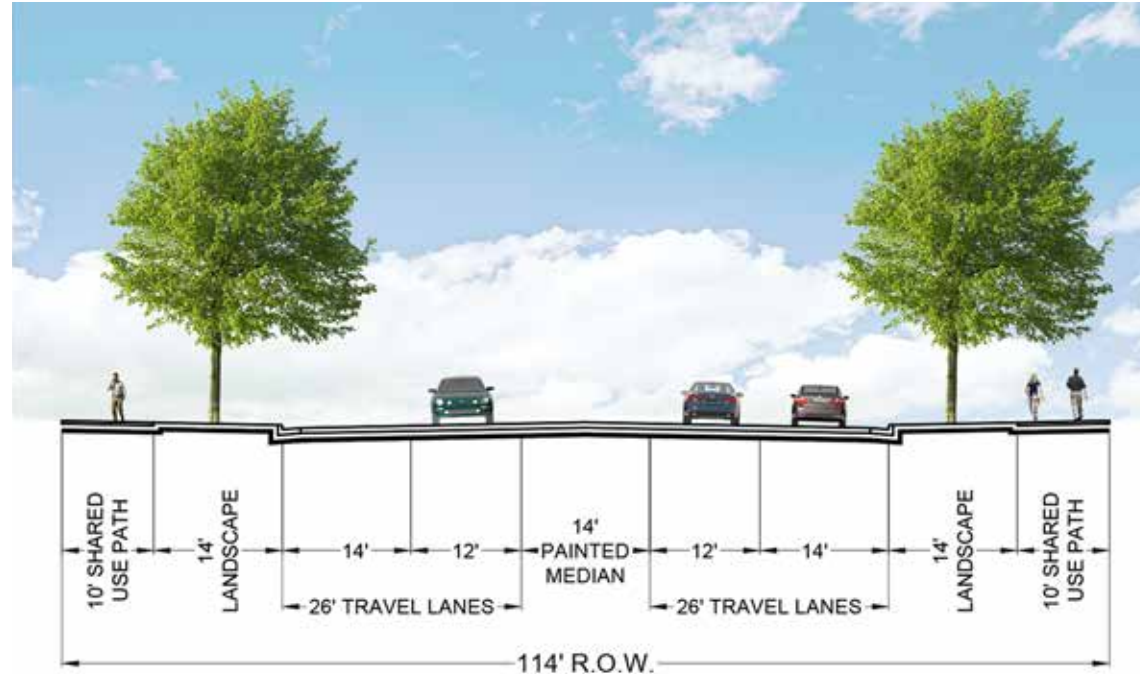 10' SHARED
USE PATH
14'
LANDSCAPE
14'
12'
14'
PAINTED
MEDIAN
12'
14'
14'
LANDSCAPE
10' SHARED
USE PATH
26' TRAVEL LANES
26' TRAVEL LANES
114' R.O.W.